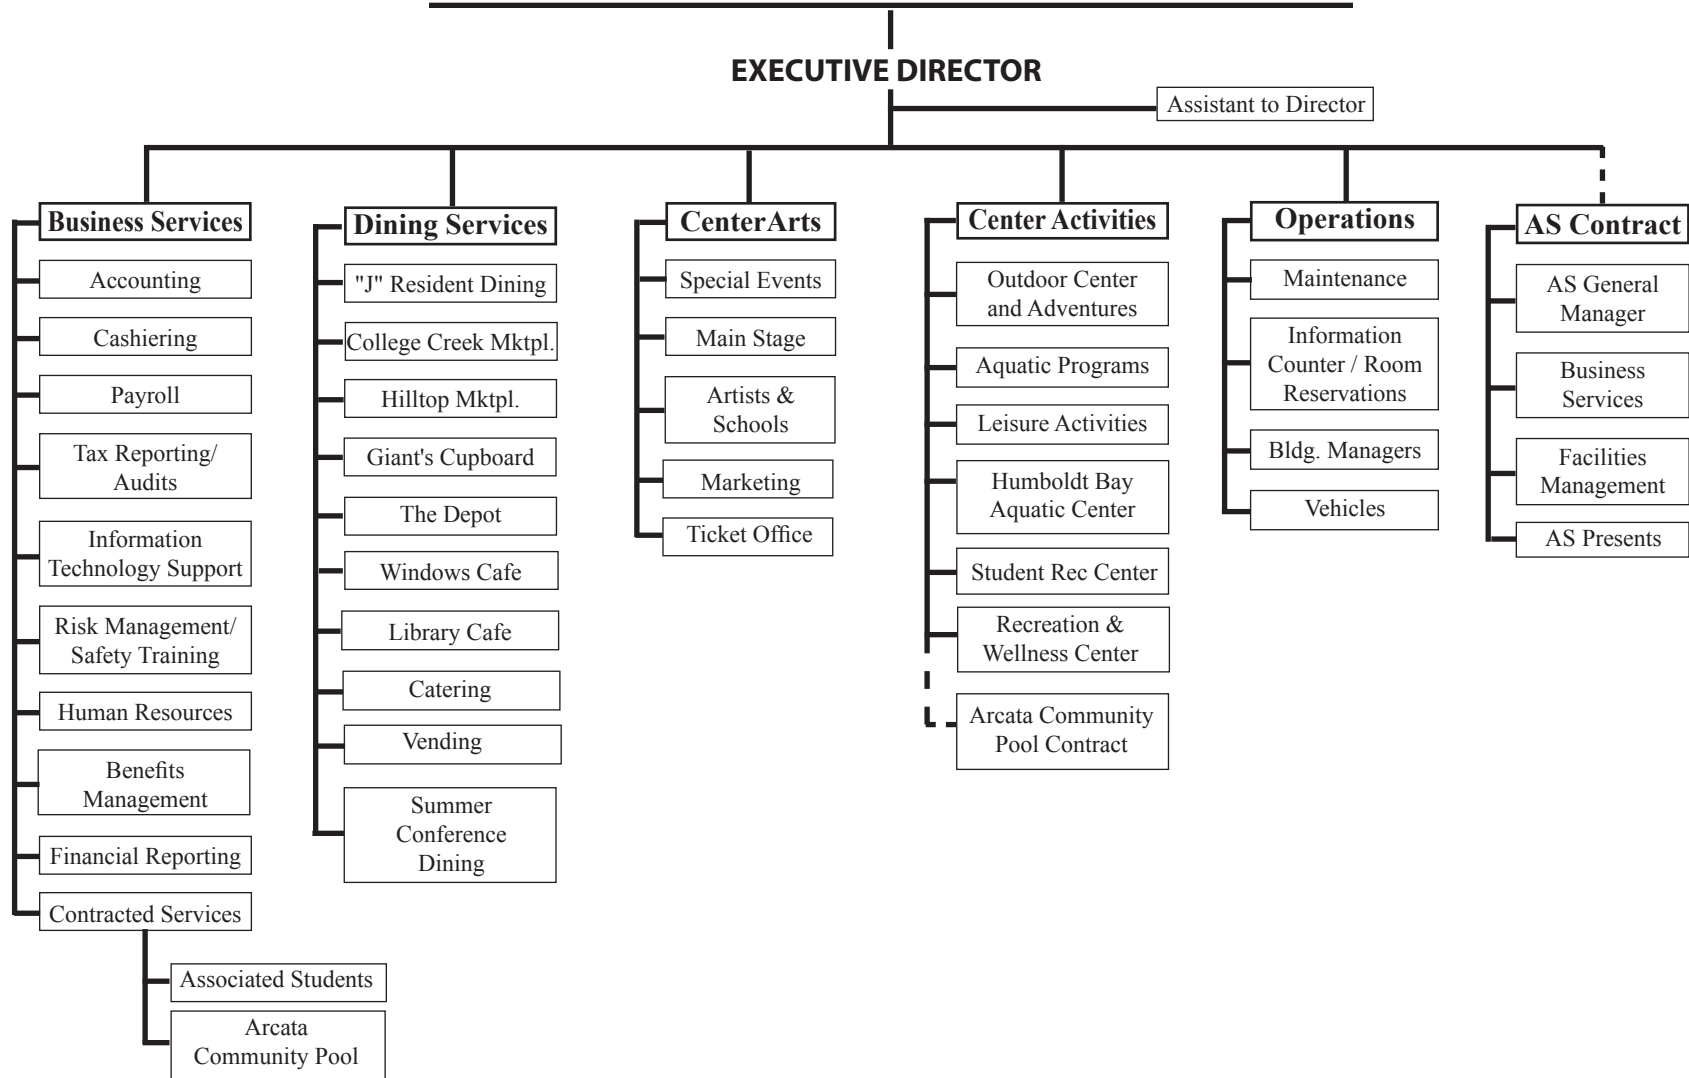 EXECUTIVE DIRECTOR
Assistant to Director
Business Services
Accounting
Cashiering
Payroll
Tax Reporting/
Audits
Information
Technology Support
Risk Management/
Safety Training
Human Resources
Benefits
Management
Financial Reporting
Contracted Services
Associated Students
Arcata
Community Pool
Dining Services
"J" Resident Dining
College Creek Mktpl.
Hilltop Mktpl.
Giant's Cupboard
The Depot
Windows Cafe
Library Cafe
Catering
Vending
Summer
Conference
Dining
CenterArts
Special Events
Main Stage
Artists &
Schools
Marketing
Ticket Office
Center Activities
Outdoor Center
and Adventures
Aquatic Programs
Leisure Activities
Humboldt Bay
Aquatic Center
Student Rec Center
Recreation &
Wellness Center
Arcata Community
Pool Contract
Operations
Maintenance
Information
Counter / Room
Reservations
Bldg. Managers
Vehicles
AS Contract
AS General
Manager
Business
Services
Facilities
Management
AS Presents